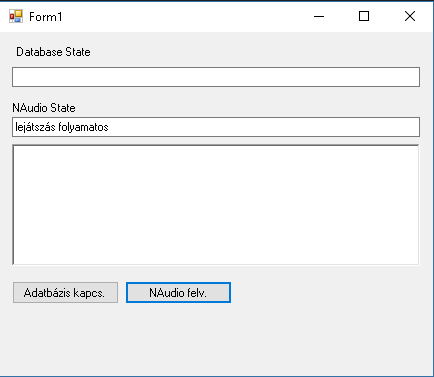 Form1
Database State
NAudio State
lejátszás folyamatos
Adatbázis kapcs.
NAudio felv.